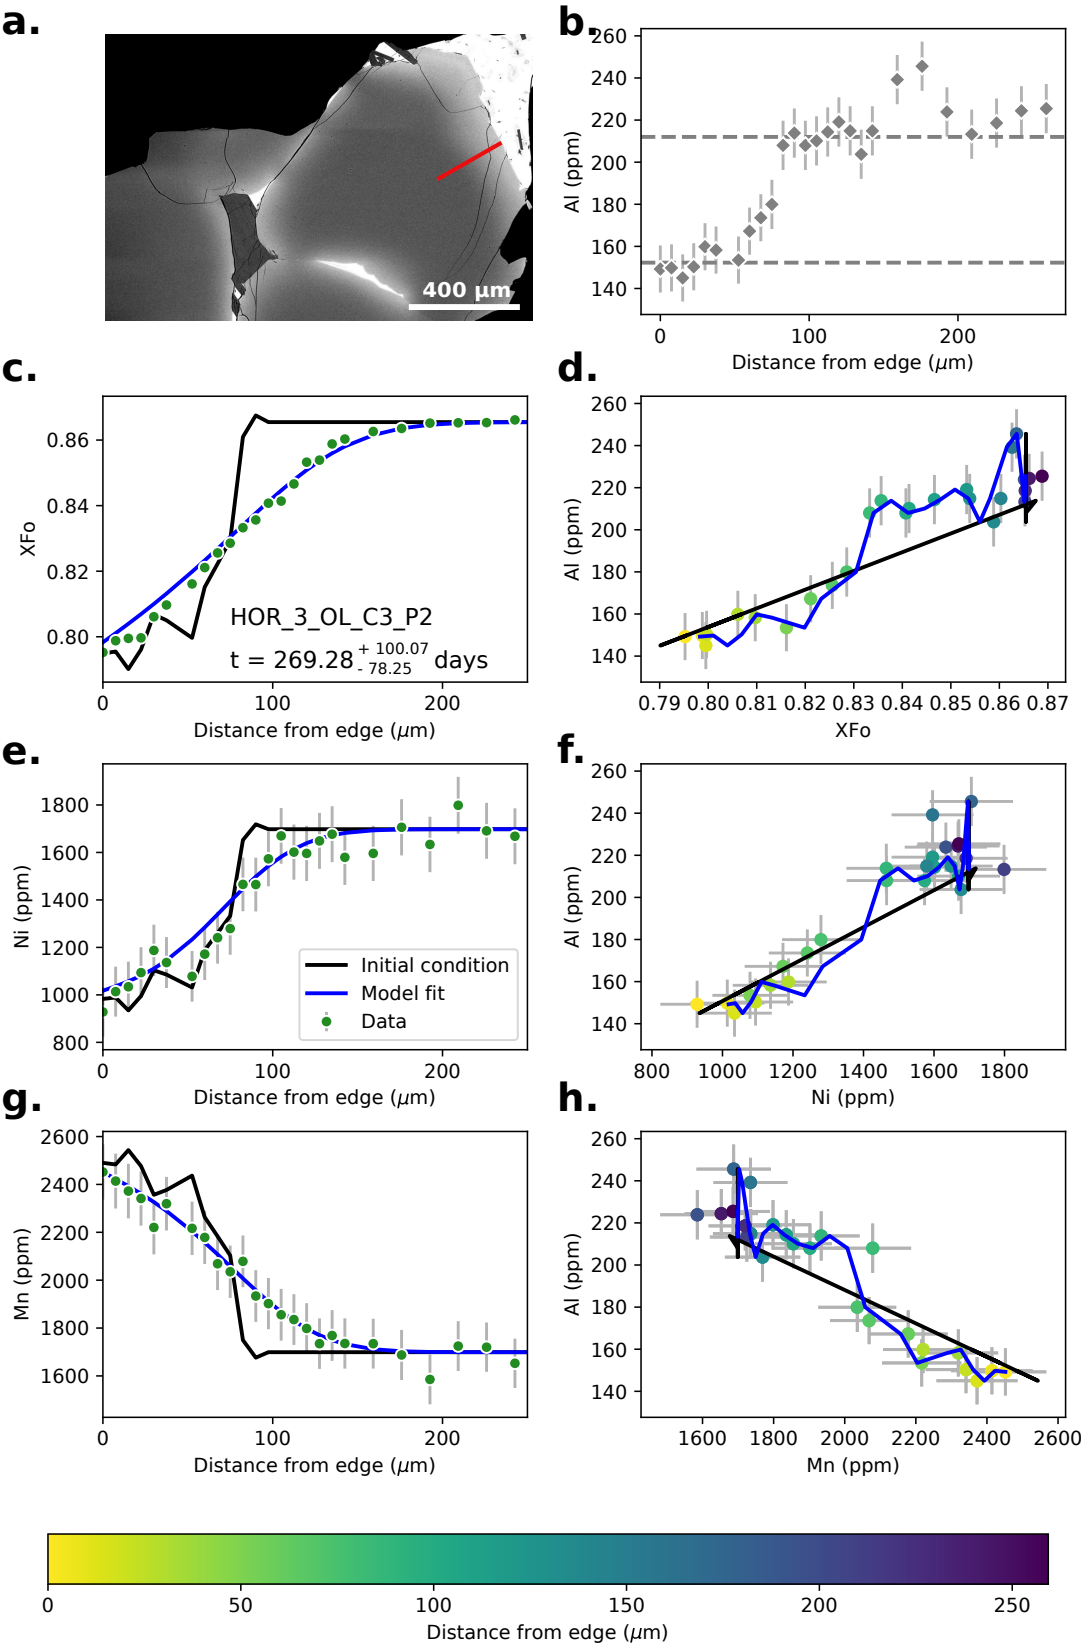 a.
400 μm
b.
260
240
220
200
180
160
140
Al (ppm)
0
100
200
Distance from edge (μm)
c.
0.86
0.84
0.82
0.80
XFo
HOR_3_OL_C3_P2
t = 269.28 + 100.07 - 78.25 days
0
100
200
Distance from edge (μm)
d.
260
240
220
200
180
160
140
Al (ppm)
0.79 0.80 0.81 0.82 0.83 0.84 0.85 0.86 0.87
XFo
e.
1800
1600
1400
1200
1000
800
Ni (ppm)
Initial condition
Model fit
Data
0
100
200
Distance from edge (μm)
f.
260
240
220
200
180
160
140
Al (ppm)
800 1000 1200 1400 1600 1800
Ni (ppm)
g.
2600
2400
2200
2000
1800
1600
Mn (ppm)
0
100
200
Distance from edge (μm)
h.
260
240
220
200
180
160
140
Al (ppm)
1600 1800 2000 2200 2400 2600
Mn (ppm)
0 50 100 150 200 250
Distance from edge (μm)